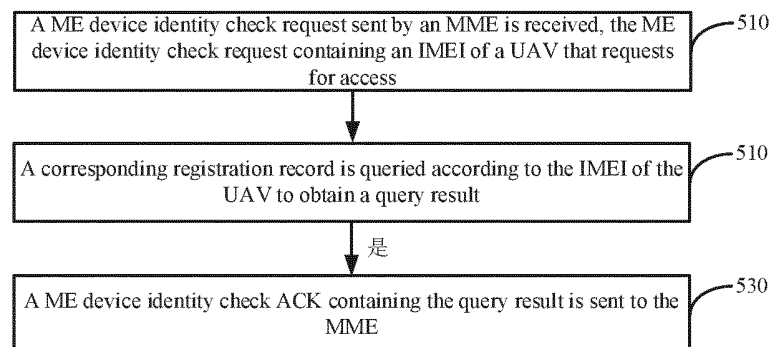 A ME device identity check request sent by an MME is received, the ME
device identity check request containing an IMEI of a UAV that requests
for access
510
A corresponding registration record is queried according to the IMEI of the
UAV to obtain a query result
510
是
A ME device identity check ACK containing the query result is sent to the
MME
530